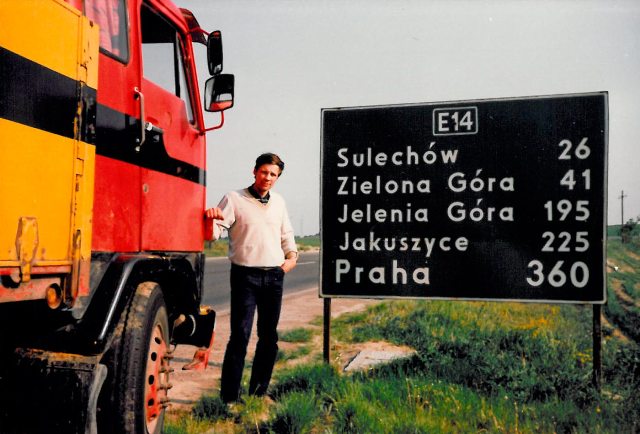 E14
Sulechów 26
Zielona Góra 41
Jelenia Góra 195
Jakuszyce 225
Praha 360